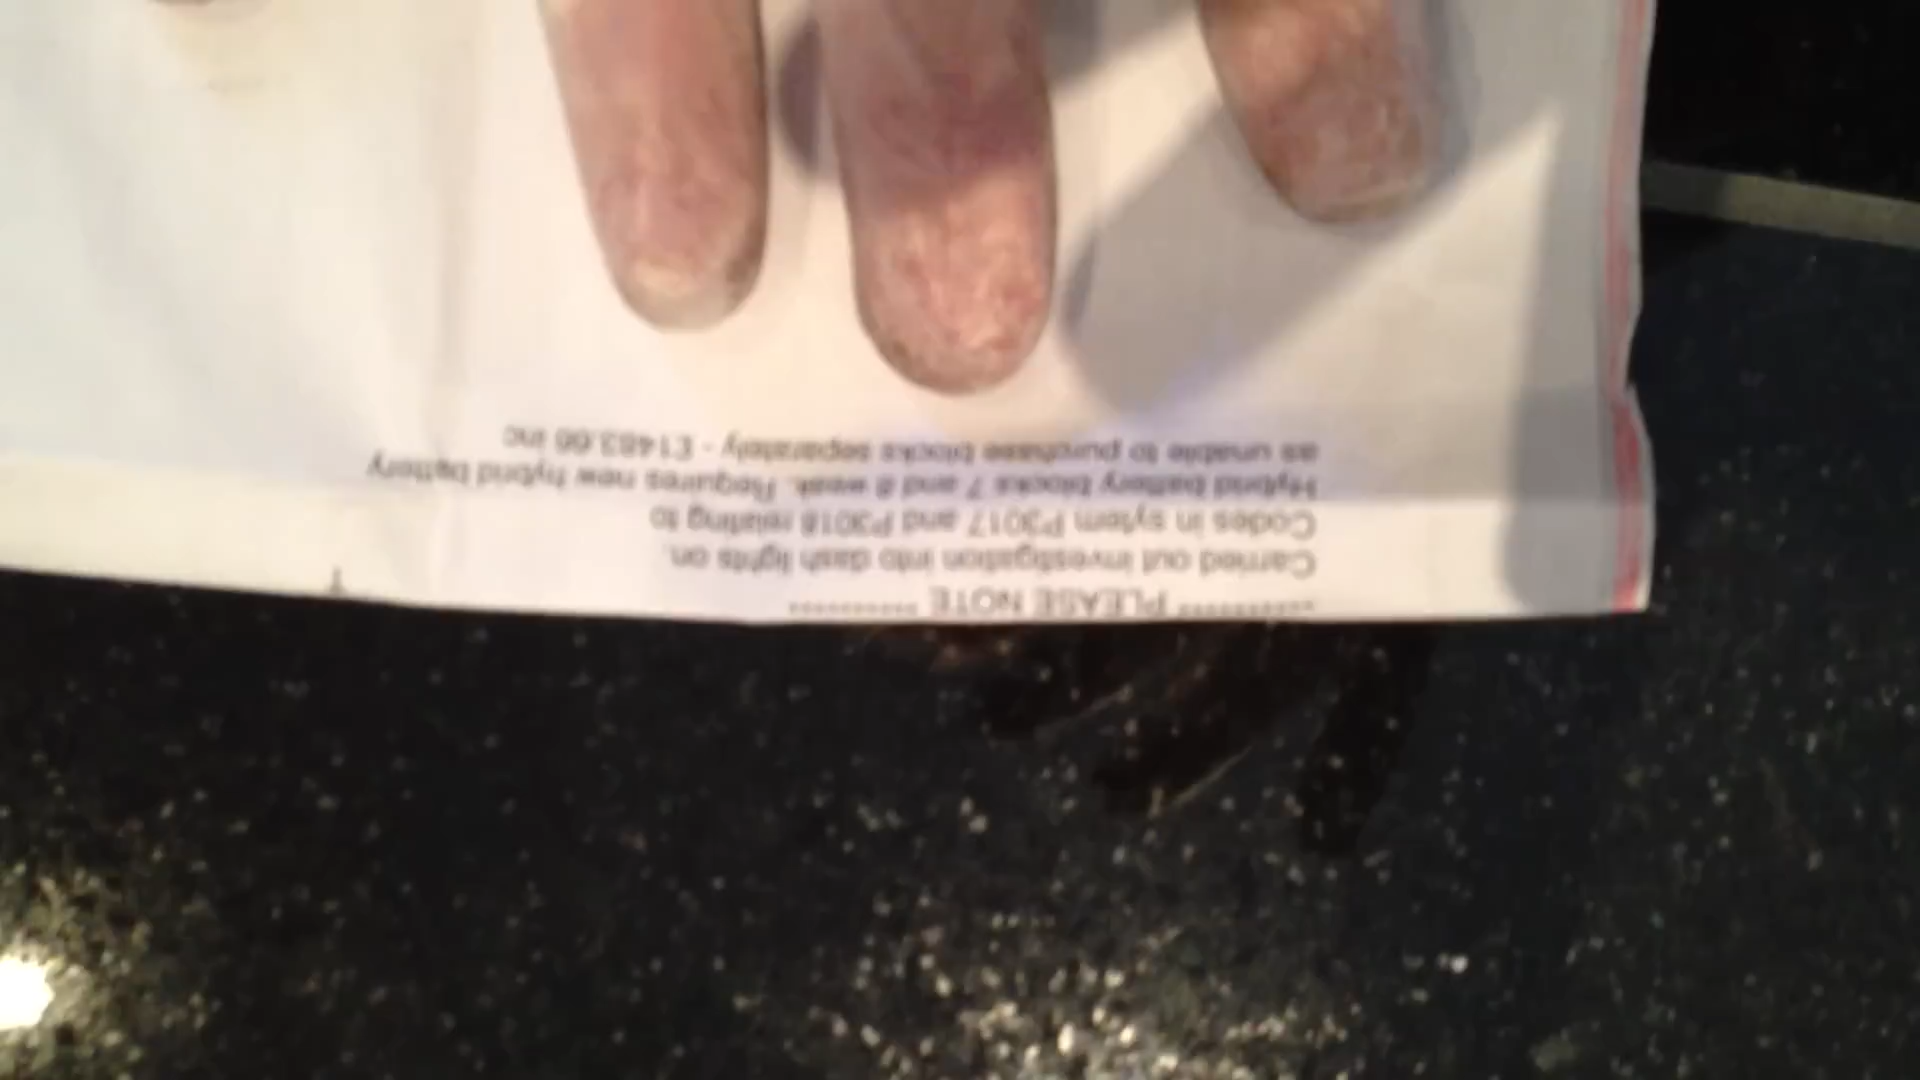 ......... PLEASE NOTE .........
Carried out investigation into dash lights on.
Codes in sytem P3017 and P3018 relating to
Hybrid battery blocks 7 and 8 weak. Requires new hybrid battery
as unable to purchase blocks separately - £1483.66 inc